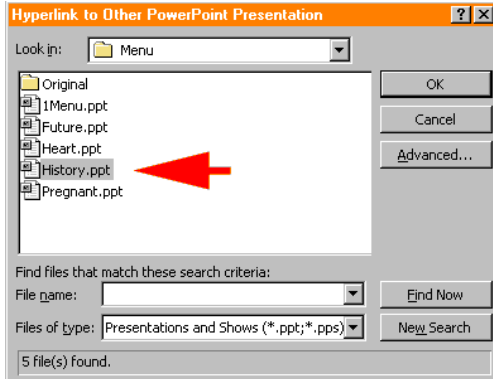 Hyperlink to Other PowerPoint Presentation
Look in: Menu
Original
1Menu.ppt
Future.ppt
Heart.ppt
History.ppt
Pregnant.ppt
OK
Cancel
Advanced...
Find files that match these search criteria:
File name: Find Now
Files of type: Presentations and Shows (*.ppt;*.pps) New Search
5 file(s) found.